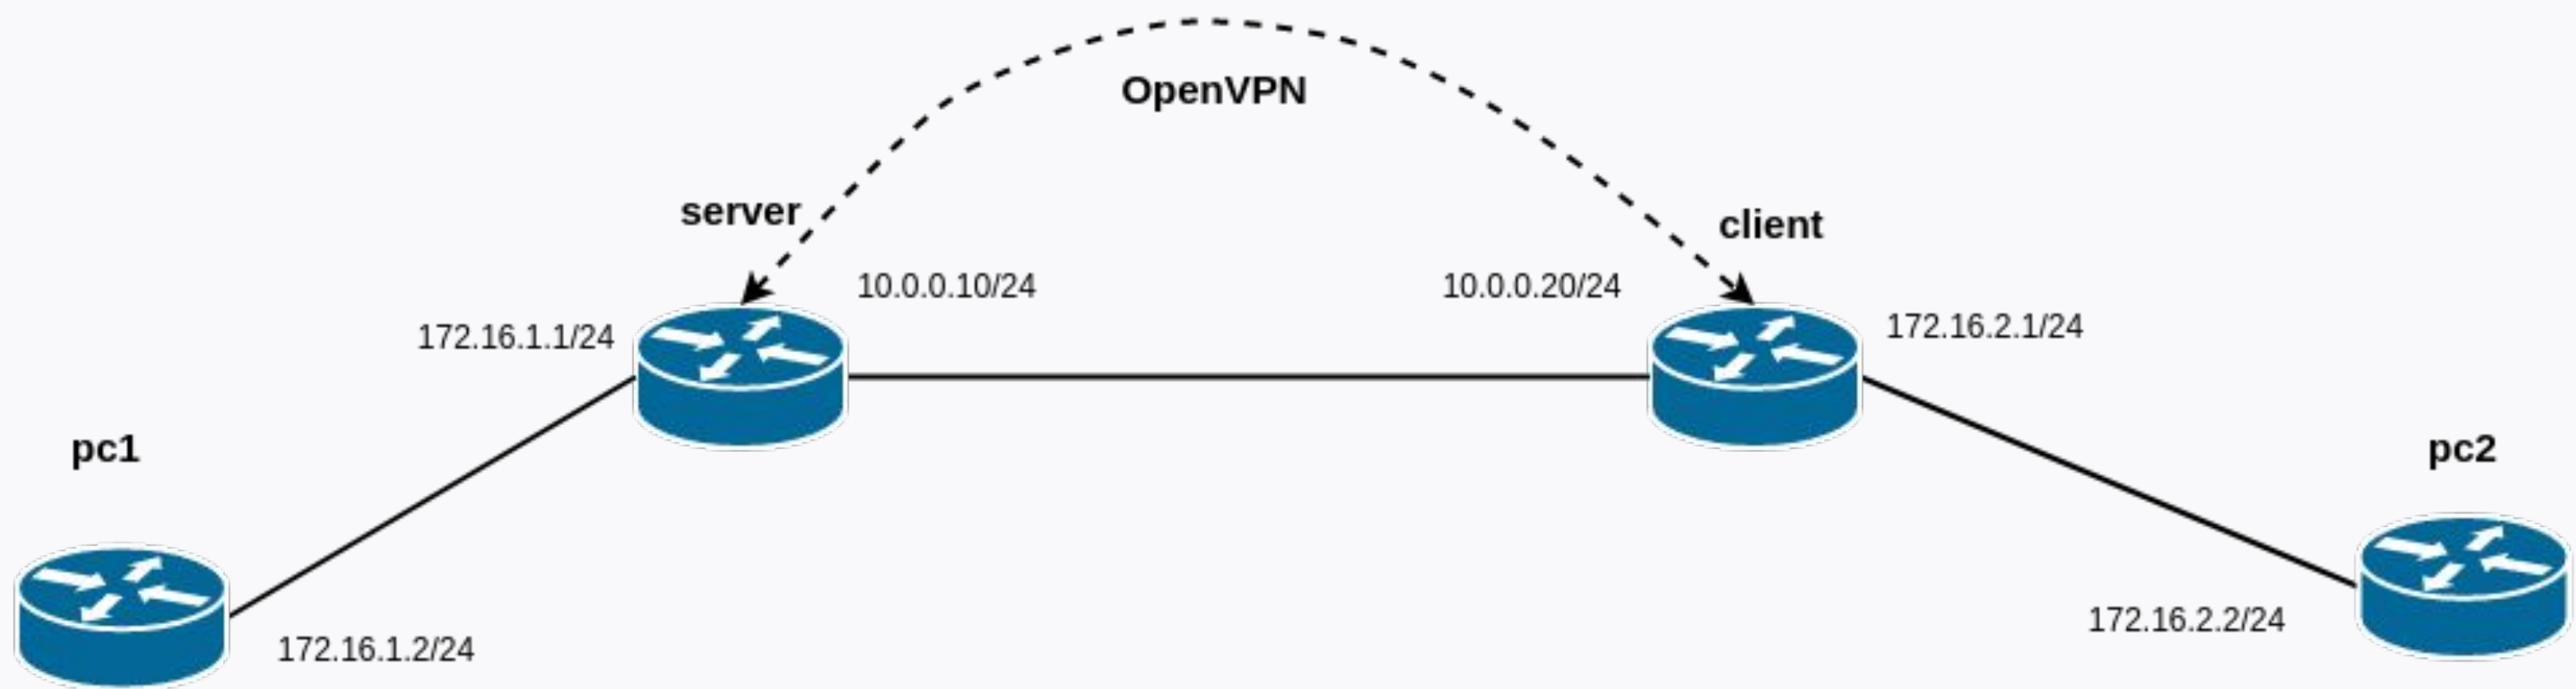 OpenVPN
server
client
10.0.0.10/24
10.0.0.20/24
172.16.1.1/24
172.16.2.1/24
pc1
pc2
172.16.1.2/24
172.16.2.2/24